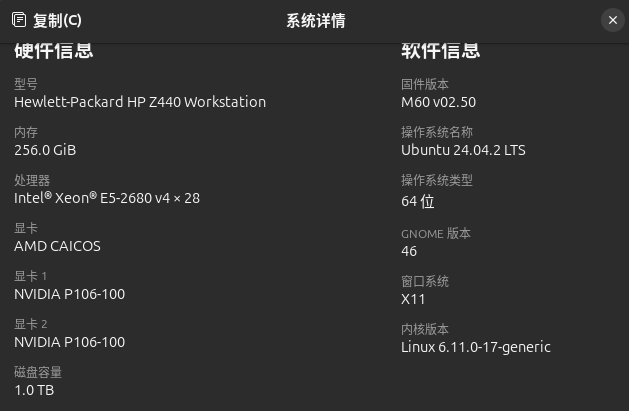 复制(C)
系统详情
硬件信息
型号
Hewlett-Packard HP Z440 Workstation
内存
256.0 GiB
处理器
Intel® Xeon® E5-2680 v4 × 28
显卡
AMD CAICOS
显卡 1
NVIDIA P106-100
显卡 2
NVIDIA P106-100
磁盘容量
1.0 TB
软件信息
固件版本
M60 v02.50
操作系统名称
Ubuntu 24.04.2 LTS
操作系统类型
64 位
GNOME 版本
46
窗口系统
X11
内核版本
Linux 6.11.0-17-generic